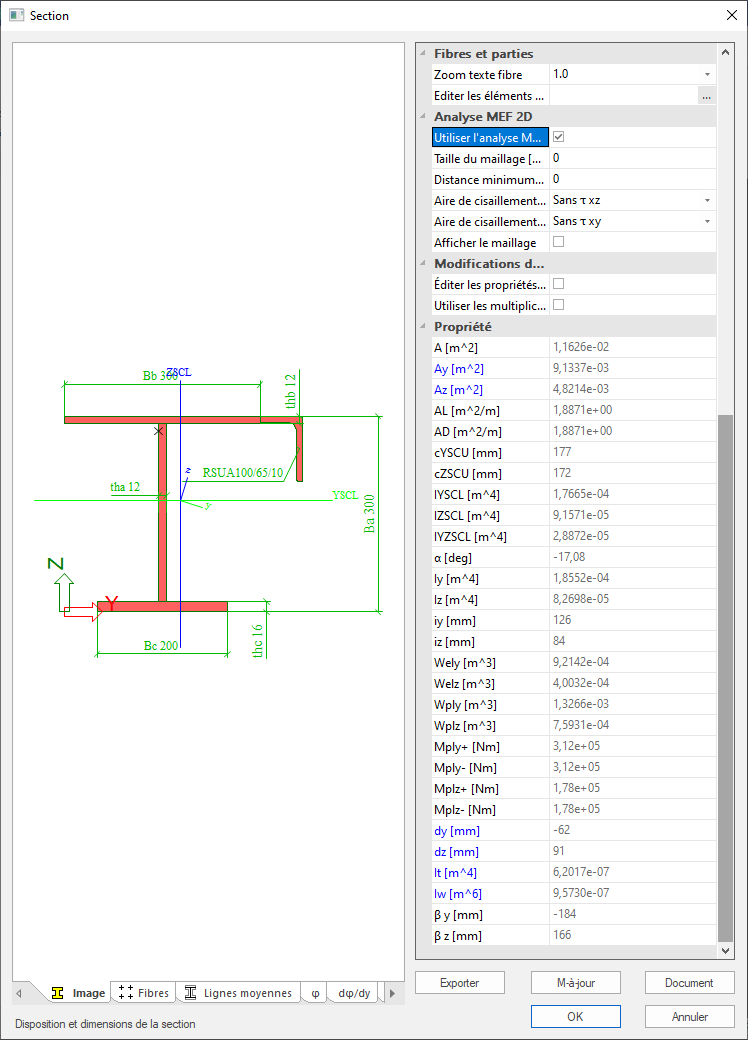 Section
Bb 300
ZSCL
thb 12
z
RSUA100/65/10
tha 12
YSCL
y
Ba 300
Z
Y
Bc 200
thc 16
Image
Fibres
Lignes moyennes
φ
dφ/dy
Disposition et dimensions de la section
Fibres et parties
Zoom texte fibre 1.0
Editer les éléments ... ...
Analyse MEF 2D
Utiliser l'analyse M...
Taille du maillage [... 0
Distance minimum... 0
Aire de cisaillement... Sans τ xz
Aire de cisaillement... Sans τ xy
Afficher le maillage
Modifications d...
Éditer les propriétés...
Utiliser les multiplic...
Propriété
A [m^2] 1,1626e-02
Ay [m^2] 9,1337e-03
Az [m^2] 4,8214e-03
AL [m^2/m] 1,8871e+00
AD [m^2/m] 1,8871e+00
cYSCU [mm] 177
cZSCU [mm] 172
IYSCL [m^4] 1,7665e-04
IZSCL [m^4] 9,1571e-05
IYZSCL [m^4] 2,8872e-05
α [deg] -17,08
Iy [m^4] 1,8552e-04
Iz [m^4] 8,2698e-05
iy [mm] 126
iz [mm] 84
Wely [m^3] 9,2142e-04
Welz [m^3] 4,0032e-04
Wply [m^3] 1,3266e-03
Wplz [m^3] 7,5931e-04
Mply+ [Nm] 3,12e+05
Mply- [Nm] 3,12e+05
Mplz+ [Nm] 1,78e+05
Mplz- [Nm] 1,78e+05
dy [mm] -62
dz [mm] 91
It [m^4] 6,2017e-07
Iw [m^6] 9,5730e-07
β y [mm] -184
β z [mm] 166
Exporter
M-à-jour
Document
OK
Annuler